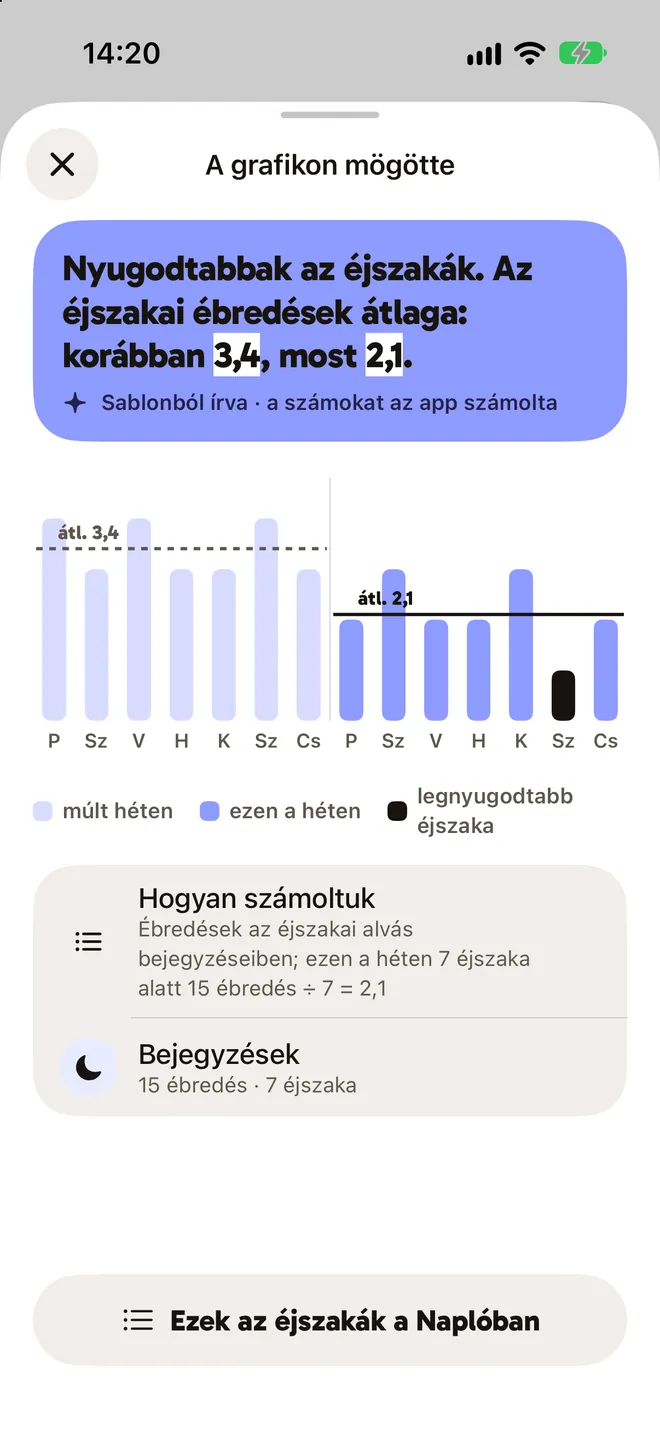 14:20
A grafikon mögötte
Nyugodtabbak az éjszakák. Az
éjszakai ébredések átlaga:
korábban 3,4, most 2,1.
Sablonból írva · a számokat az app számolta
átl. 3,4
átl. 2,1
P Sz V H K Sz Cs P Sz V H K Sz Cs
múlt héten
ezen a héten
legnyugodtabb
éjszaka
Hogyan számoltuk
Ébredések az éjszakai alvás
bejegyzéseiben; ezen a héten 7 éjszaka
alatt 15 ébredés ÷ 7 = 2,1
Bejegyzések
15 ébredés · 7 éjszaka
Ezek az éjszakák a Naplóban